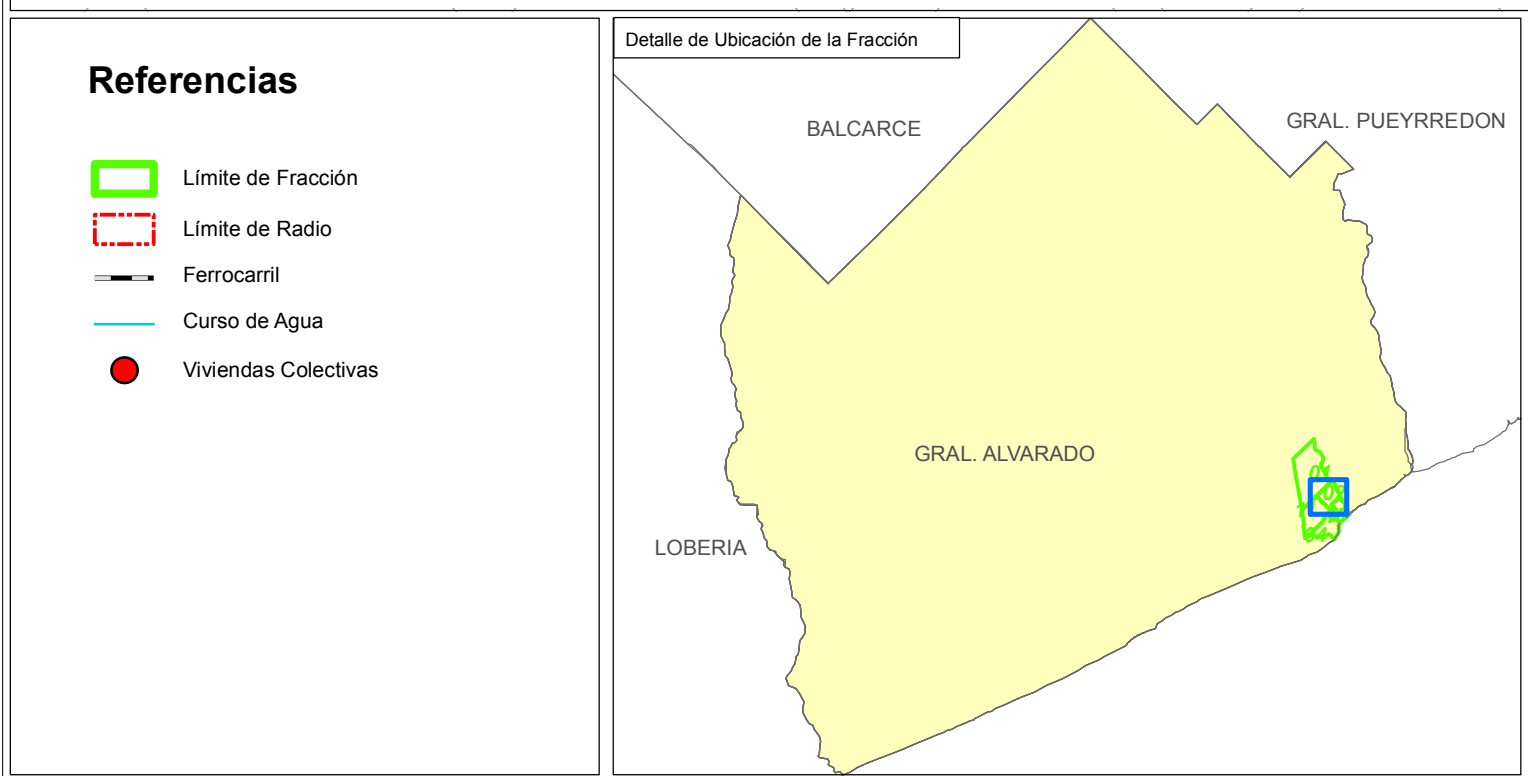 Referencias
Límite de Fracción
Límite de Radio
Ferrocarril
Curso de Agua
Viviendas Colectivas
Detalle de Ubicación de la Fracción
BALCARCE
GRAL. PUEYRREDON
GRAL. ALVARADO
LOBERIA